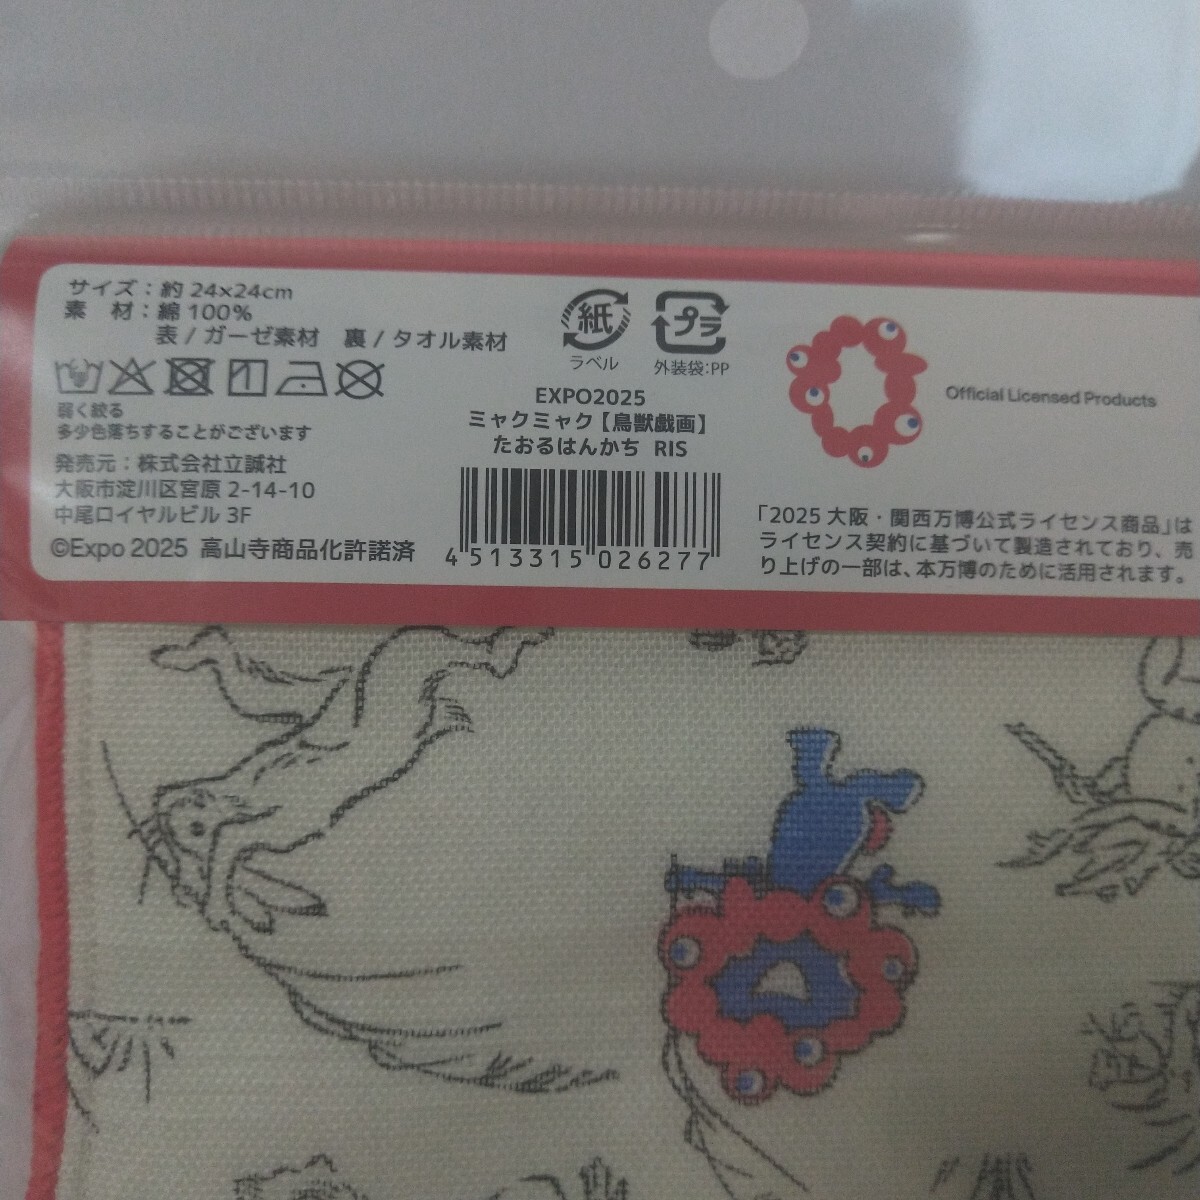 サイズ：約 24×24cm
素　材：綿 100%
表 / ガーゼ素材　裏 / タオル素材
弱く絞る
多少色落ちすることがございます
発売元：株式会社立誠社
大阪市淀川区宮原 2-14-10
中尾ロイヤルビル 3F
©Expo 2025 高山寺商品化許諾済
紙
ラベル
プラ
外装袋:PP
EXPO2025
ミャクミャク【鳥獣戯画】
たおるはんかち RIS
4 513315 026277
Official Licensed Products
「2025 大阪・関西万博公式ライセンス商品」は
ライセンス契約に基づいて製造されており、売
り上げの一部は、本万博のために活用されます。